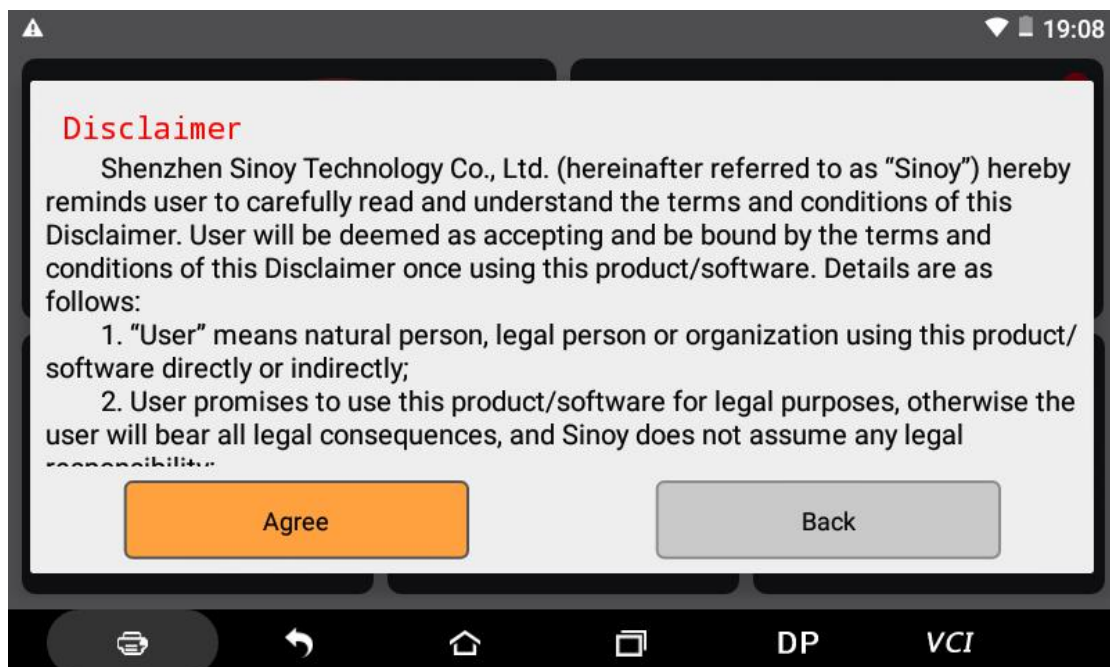 19:08
Disclaimer
Shenzhen Sinoy Technology Co., Ltd. (hereinafter referred to as “Sinoy”) hereby
reminds user to carefully read and understand the terms and conditions of this
Disclaimer. User will be deemed as accepting and be bound by the terms and
conditions of this Disclaimer once using this product/software. Details are as
follows:
1. “User” means natural person, legal person or organization using this product/
software directly or indirectly;
2. User promises to use this product/software for legal purposes, otherwise the
user will bear all legal consequences, and Sinoy does not assume any legal
responsibility;
Agree
Back
DP
VCI